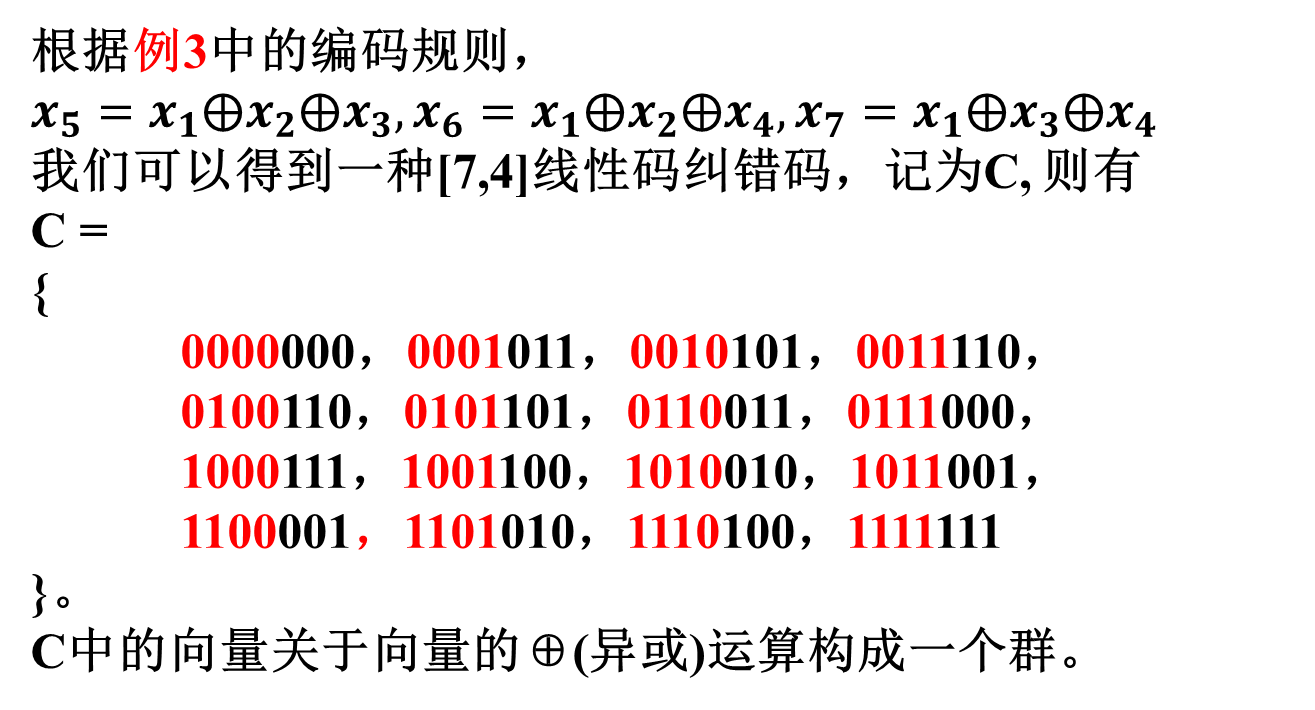 根据例3中的编码规则，
x₅ = x₁⊕x₂⊕x₃, x₆ = x₁⊕x₂⊕x₄, x₇ = x₁⊕x₃⊕x₄
我们可以得到一种[7,4]线性码纠错码，记为C, 则有
C =
{
0000000，0001011，0010101，0011110，
0100110，0101101，0110011，0111000，
1000111，1001100，1010010，1011001，
1100001，1101010，1110100，1111111
}。
C中的向量关于向量的⊕(异或)运算构成一个群。